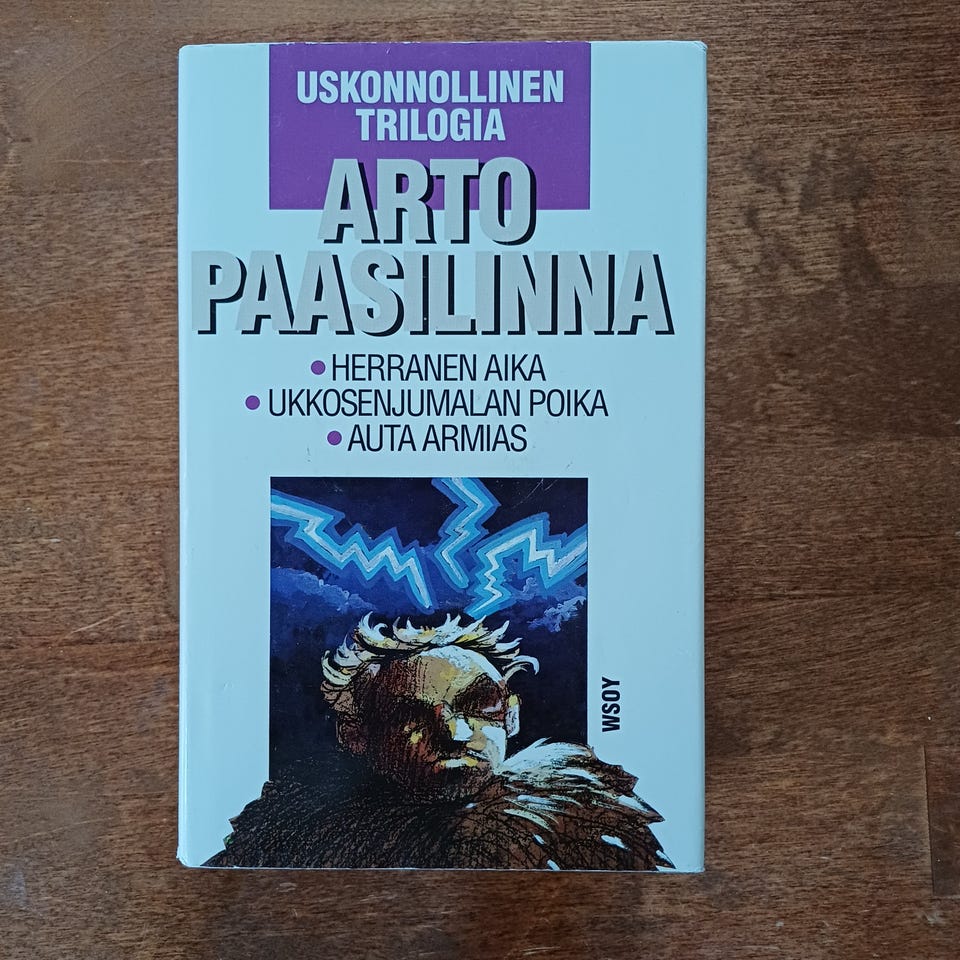 USKONNOLLINEN
TRILOGIA
ARTO
PAASILINNA
• HERRANEN AIKA
• UKKOSENJUMALAN POIKA
• AUTA ARMIAS
WSOY